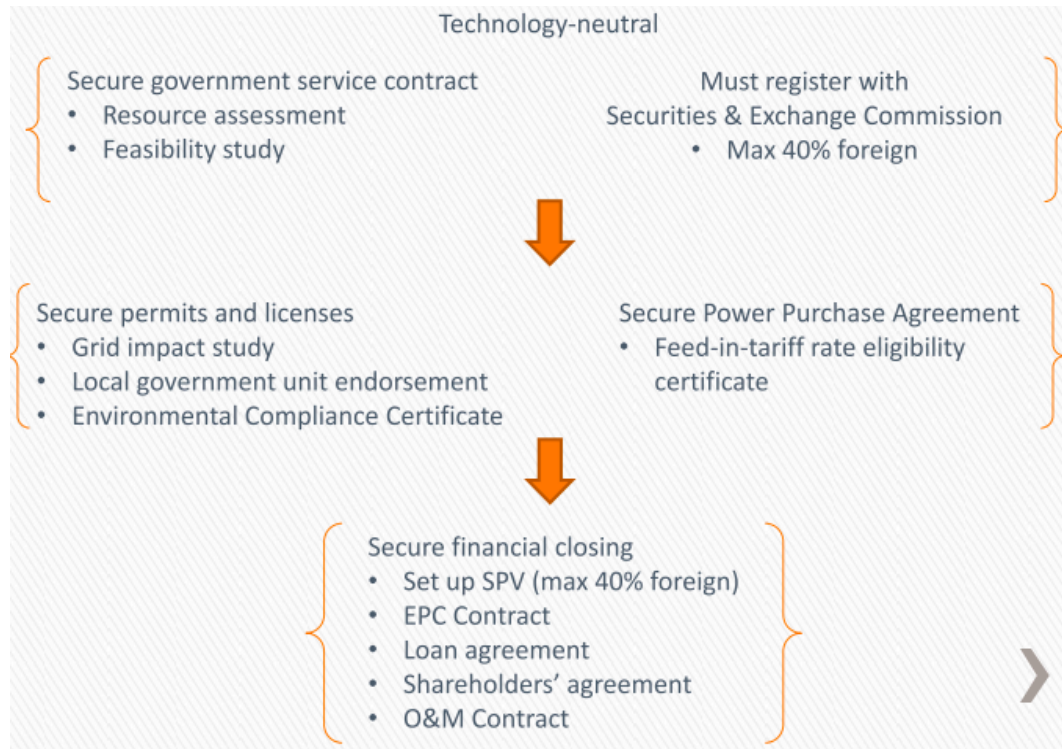 Technology-neutral
Secure government service contract
• Resource assessment
• Feasibility study
Must register with
Securities & Exchange Commission
• Max 40% foreign
Secure permits and licenses
• Grid impact study
• Local government unit endorsement
• Environmental Compliance Certificate
Secure Power Purchase Agreement
• Feed-in-tariff rate eligibility
certificate
Secure financial closing
• Set up SPV (max 40% foreign)
• EPC Contract
• Loan agreement
• Shareholders’ agreement
• O&M Contract